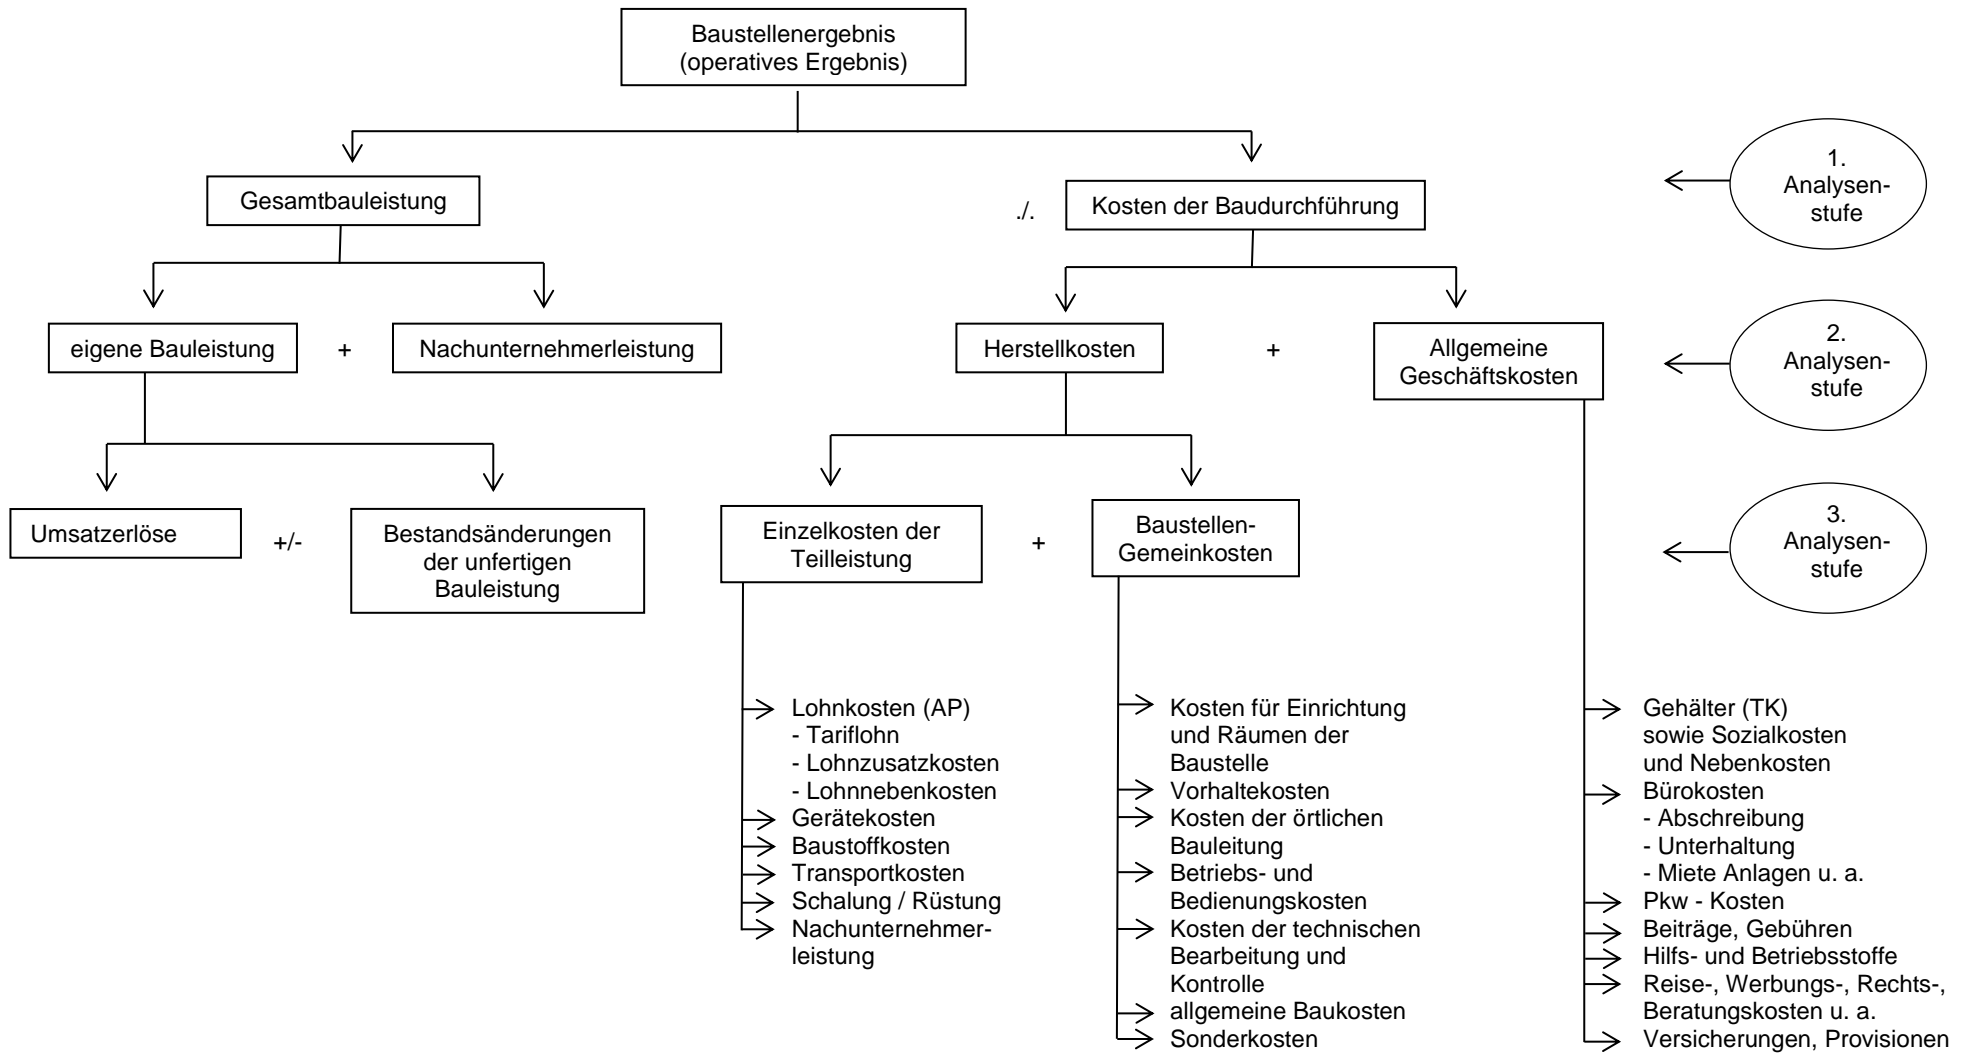 Baustellenergebnis
(operatives Ergebnis)
Gesamtbauleistung
./.
Kosten der Baudurchführung
1.
Analysen-
stufe
eigene Bauleistung
+
Nachunternehmerleistung
Herstellkosten
+
Allgemeine
Geschäftskosten
2.
Analysen-
stufe
Umsatzerlöse
+/-
Bestandsänderungen
der unfertigen
Bauleistung
Einzelkosten der
Teilleistung
+
Baustellen-
Gemeinkosten
3.
Analysen-
stufe
Lohnkosten (AP)
- Tariflohn
- Lohnzusatzkosten
- Lohnnebenkosten
Gerätekosten
Baustoffkosten
Transportkosten
Schalung / Rüstung
Nachunternehmer-
leistung
Kosten für Einrichtung
und Räumen der
Baustelle
Vorhaltekosten
Kosten der örtlichen
Bauleitung
Betriebs- und
Bedienungskosten
Kosten der technischen
Bearbeitung und
Kontrolle
allgemeine Baukosten
Sonderkosten
Gehälter (TK)
sowie Sozialkosten
und Nebenkosten
Bürokosten
- Abschreibung
- Unterhaltung
- Miete Anlagen u. a.
Pkw - Kosten
Beiträge, Gebühren
Hilfs- und Betriebsstoffe
Reise-, Werbungs-, Rechts-,
Beratungskosten u. a.
Versicherungen, Provisionen